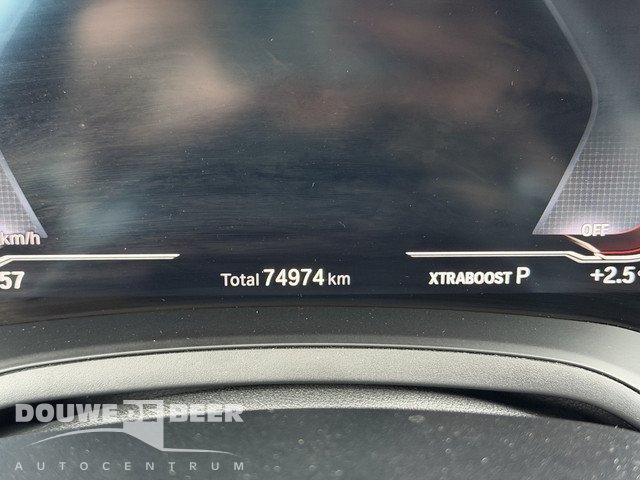 km/h
OFF
57
Total 74974 km
XTRABOOST P
+2.5
DOUWE DE BEER
AUTOCENTRUM